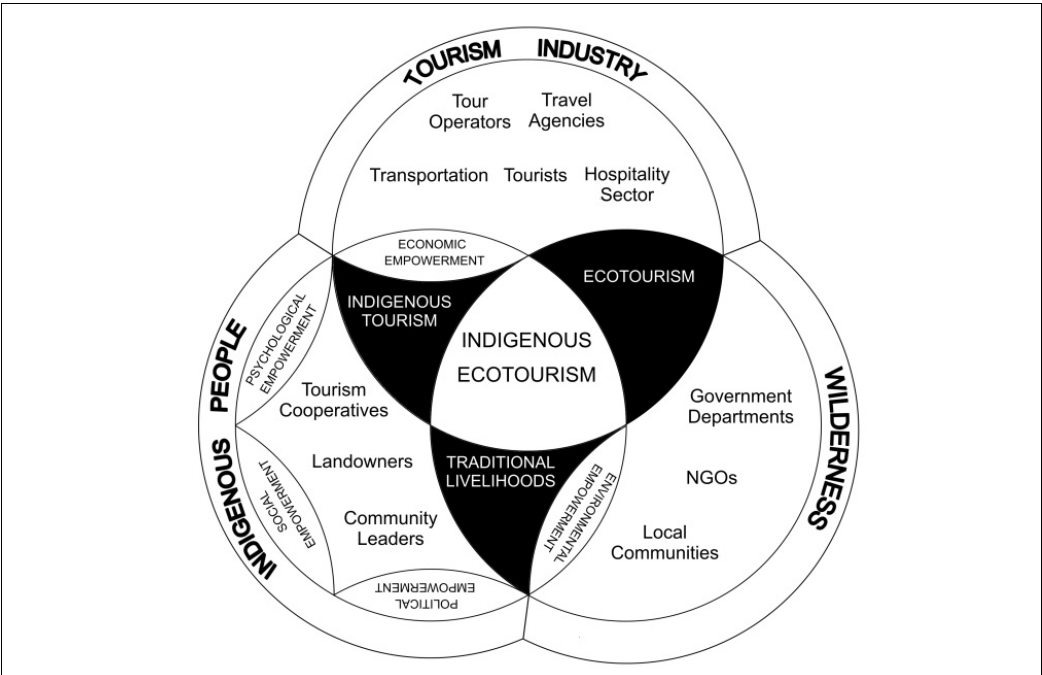 TOURISM INDUSTRY
Tour
Operators
Travel
Agencies
Transportation
Tourists
Hospitality
Sector
ECONOMIC
EMPOWERMENT
ECOTOURISM
INDIGENOUS
TOURISM
INDIGENOUS
ECOTOURISM
PSYCHOLOGICAL
EMPOWERMENT
INDIGENOUS PEOPLE
Tourism
Cooperatives
Landowners
Community
Leaders
SOCIAL
EMPOWERMENT
POLITICAL
EMPOWERMENT
TRADITIONAL
LIVELIHOODS
ENVIRONMENTAL
EMPOWERMENT
WILDERNESS
Government
Departments
NGOs
Local
Communities